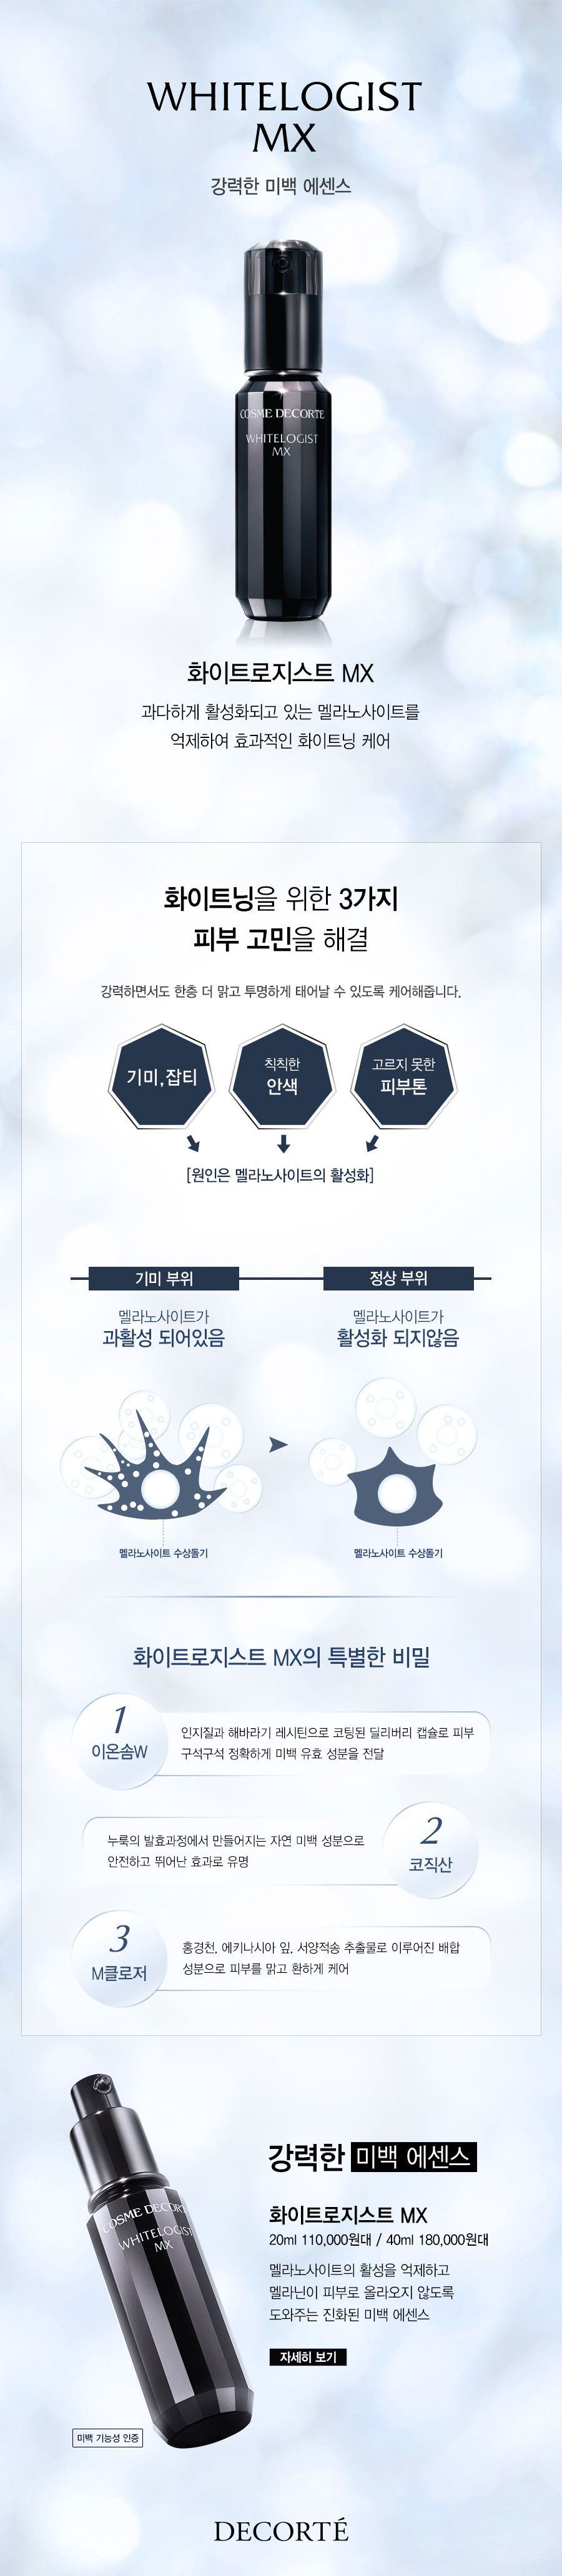 WHITELOGIST
MX
강력한 미백 에센스
COSME DECORTE
WHITELOGIST
MX
화이트로지스트 MX
과다하게 활성화되고 있는 멜라노사이트를
억제하여 효과적인 화이트닝 케어
화이트닝을 위한 3가지
피부 고민을 해결
강력하면서도 한층 더 맑고 투명하게 태어날 수 있도록 케어해줍니다.
기미,잡티
칙칙한
안색
고르지 못한
피부톤
[원인은 멜라노사이트의 활성화]
기미 부위
정상 부위
멜라노사이트가
과활성 되어있음
멜라노사이트가
활성화 되지않음
멜라노사이트 수상돌기
멜라노사이트 수상돌기
화이트로지스트 MX의 특별한 비밀
1
이온솜W
인지질과 해바라기 레시틴으로 코팅된 딜리버리 캡슐로 피부
구석구석 정확하게 미백 유효 성분을 전달
누룩의 발효과정에서 만들어지는 자연 미백 성분으로
안전하고 뛰어난 효과로 유명
2
코직산
3
M클로저
홍경천, 에키나시아 잎, 서양적송 추출물로 이루어진 배합
성분으로 피부를 맑고 환하게 케어
COSME DECORTE
WHITELOGIST
MX
강력한 미백 에센스
화이트로지스트 MX
20ml 110,000원대 / 40ml 180,000원대
멜라노사이트의 활성을 억제하고
멜라닌이 피부로 올라오지 않도록
도와주는 진화된 미백 에센스
자세히 보기
미백 기능성 인증
DECORTÉ